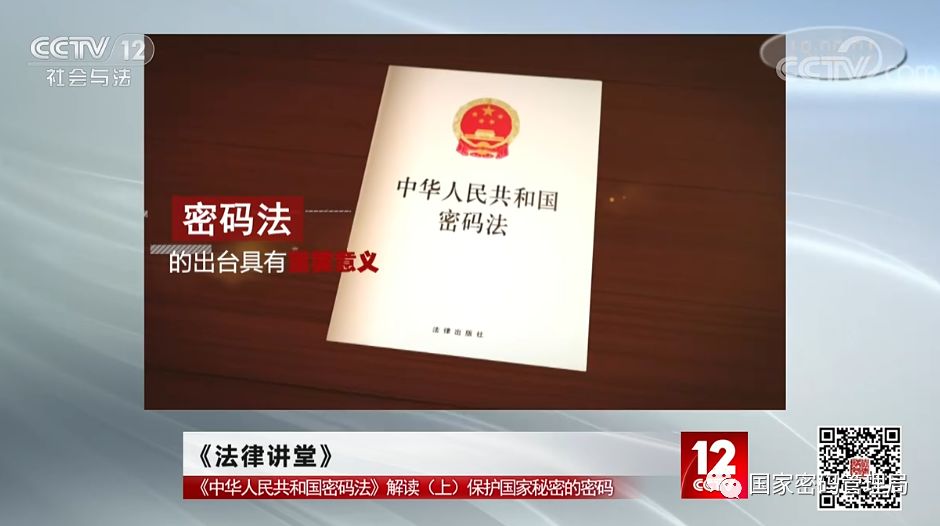 CCTV 12
社会与法
CCTV.com
中华人民共和国
密码法
法律出版社
密码法
的出台具有重要意义
《法律讲堂》
《中华人民共和国密码法》解读（上）保护国家秘密的密码
12
国家密码管理局